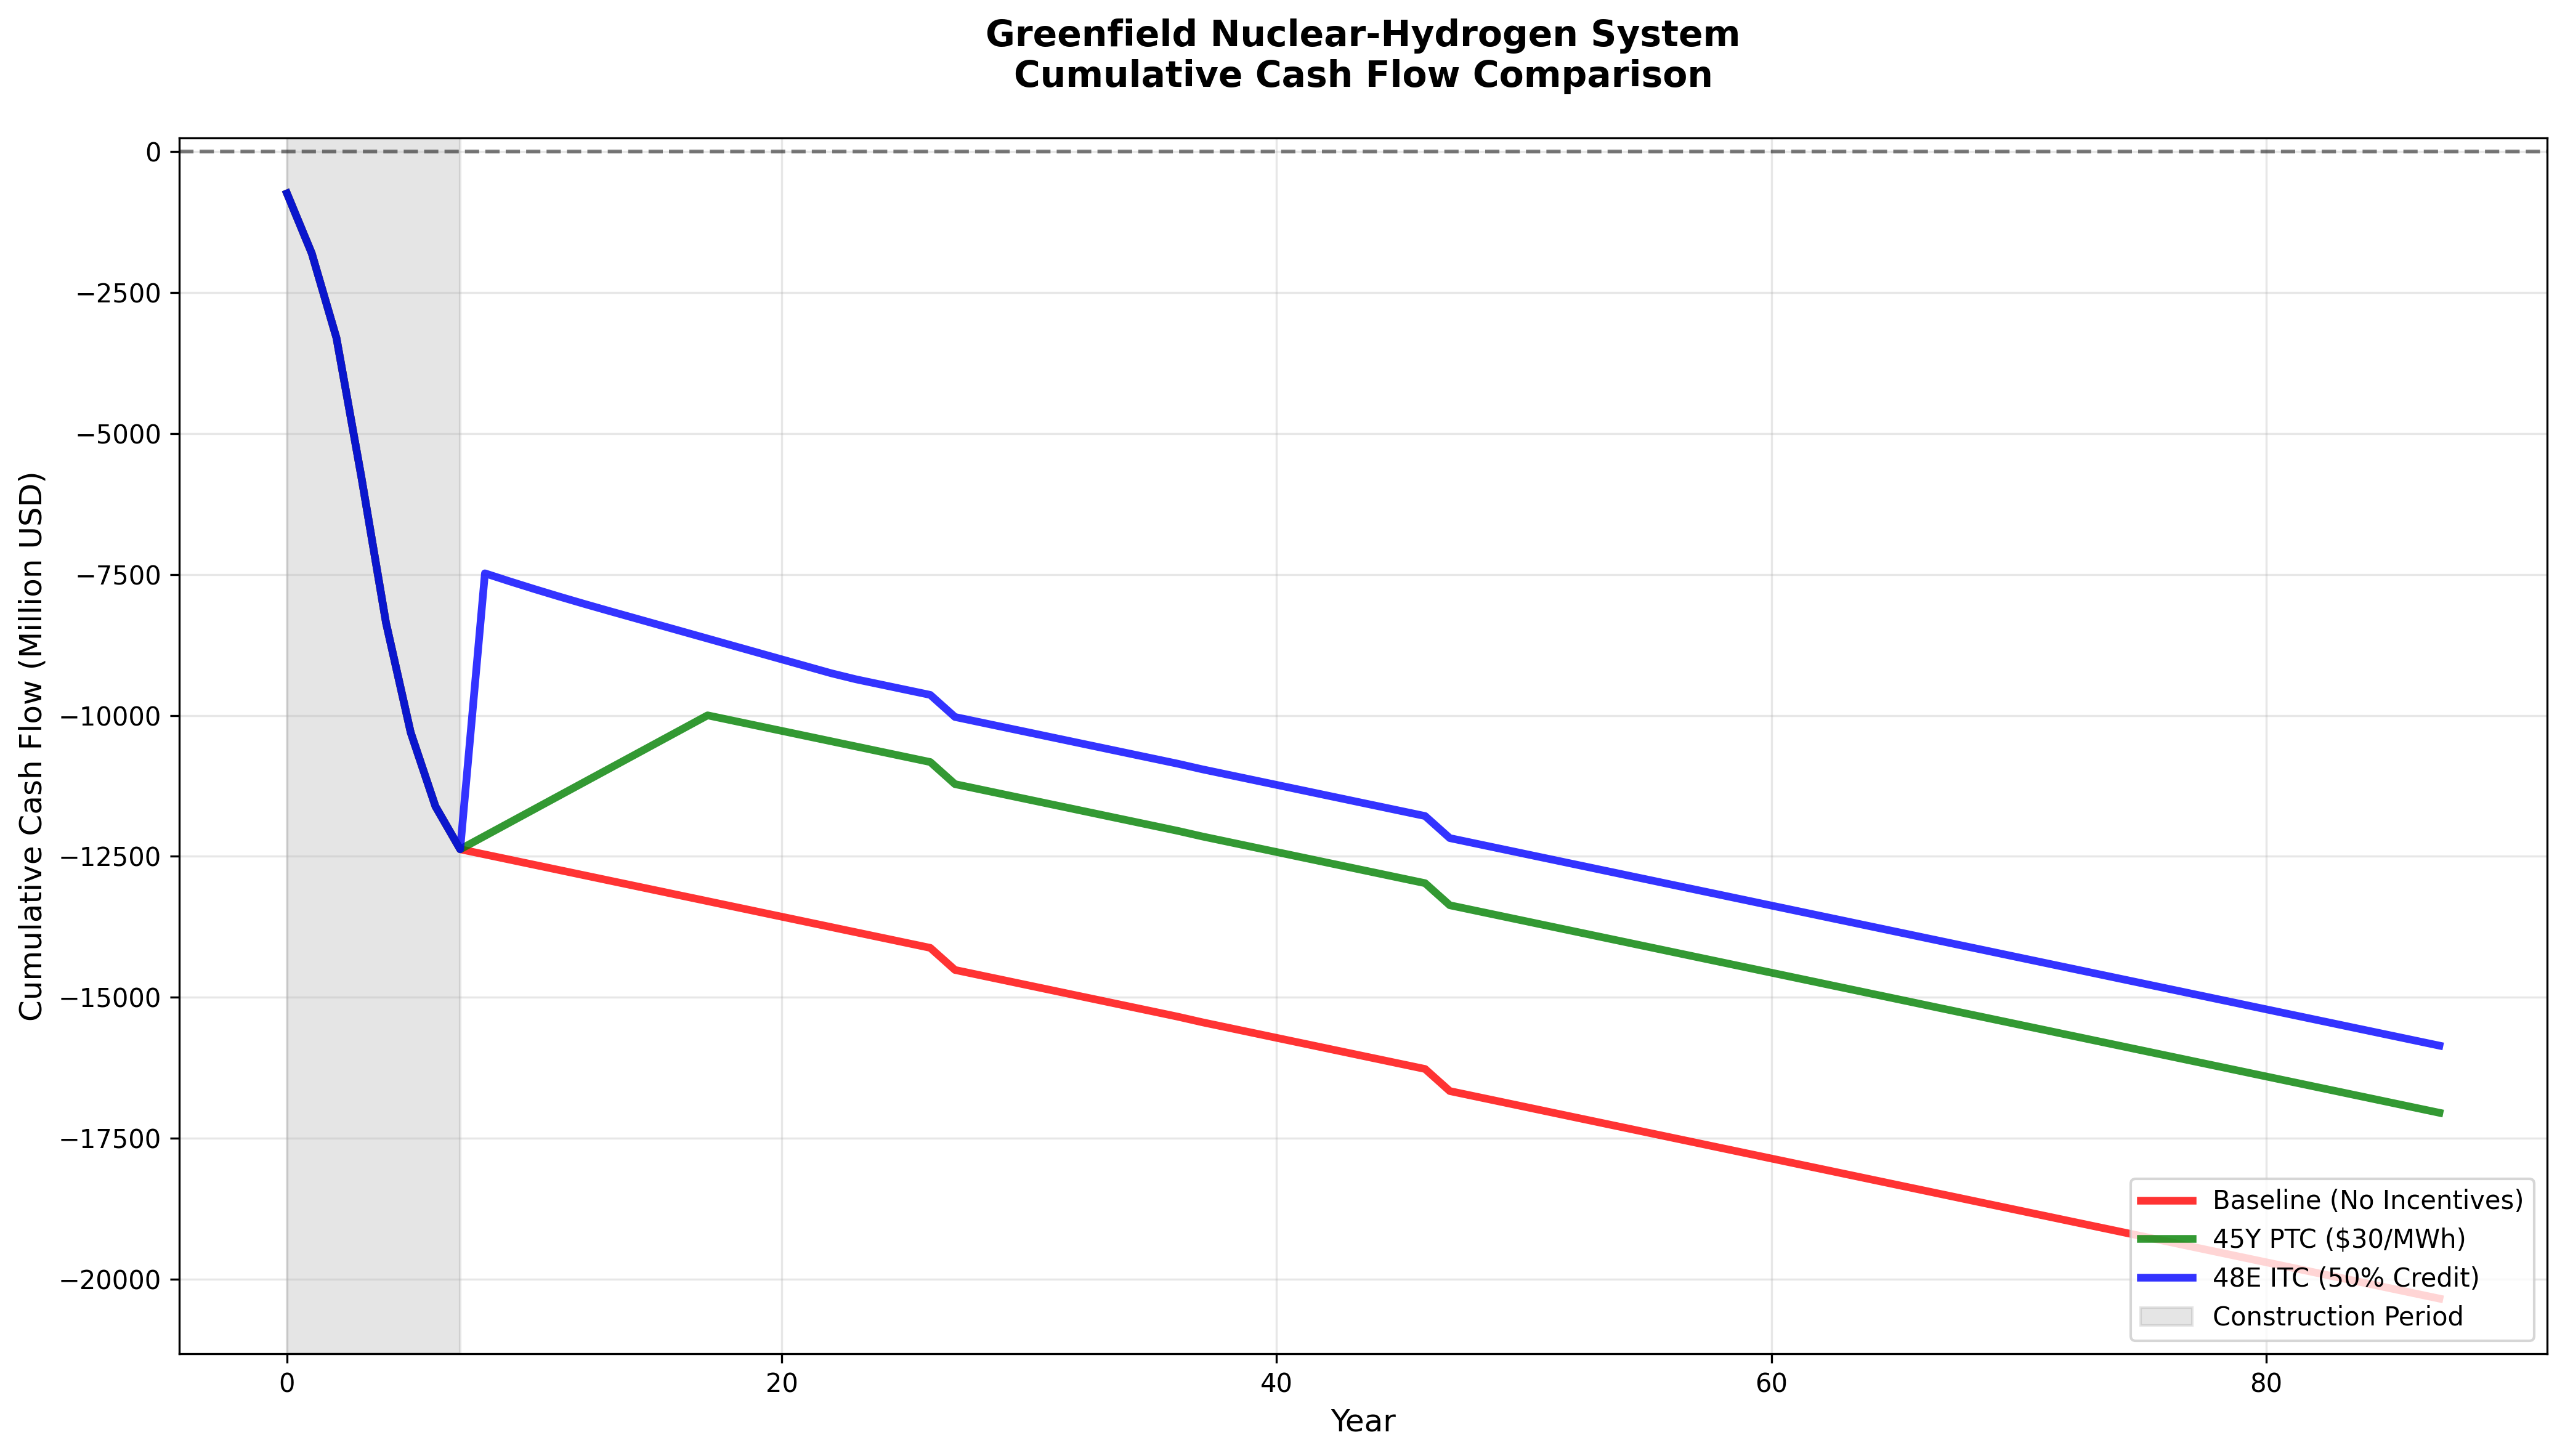 Greenfield Nuclear-Hydrogen System
Cumulative Cash Flow Comparison
Cumulative Cash Flow (Million USD)
0
−2500
−5000
−7500
−10000
−12500
−15000
−17500
−20000
Baseline (No Incentives)
45Y PTC ($30/MWh)
48E ITC (50% Credit)
Construction Period
0
20
40
60
80
Year